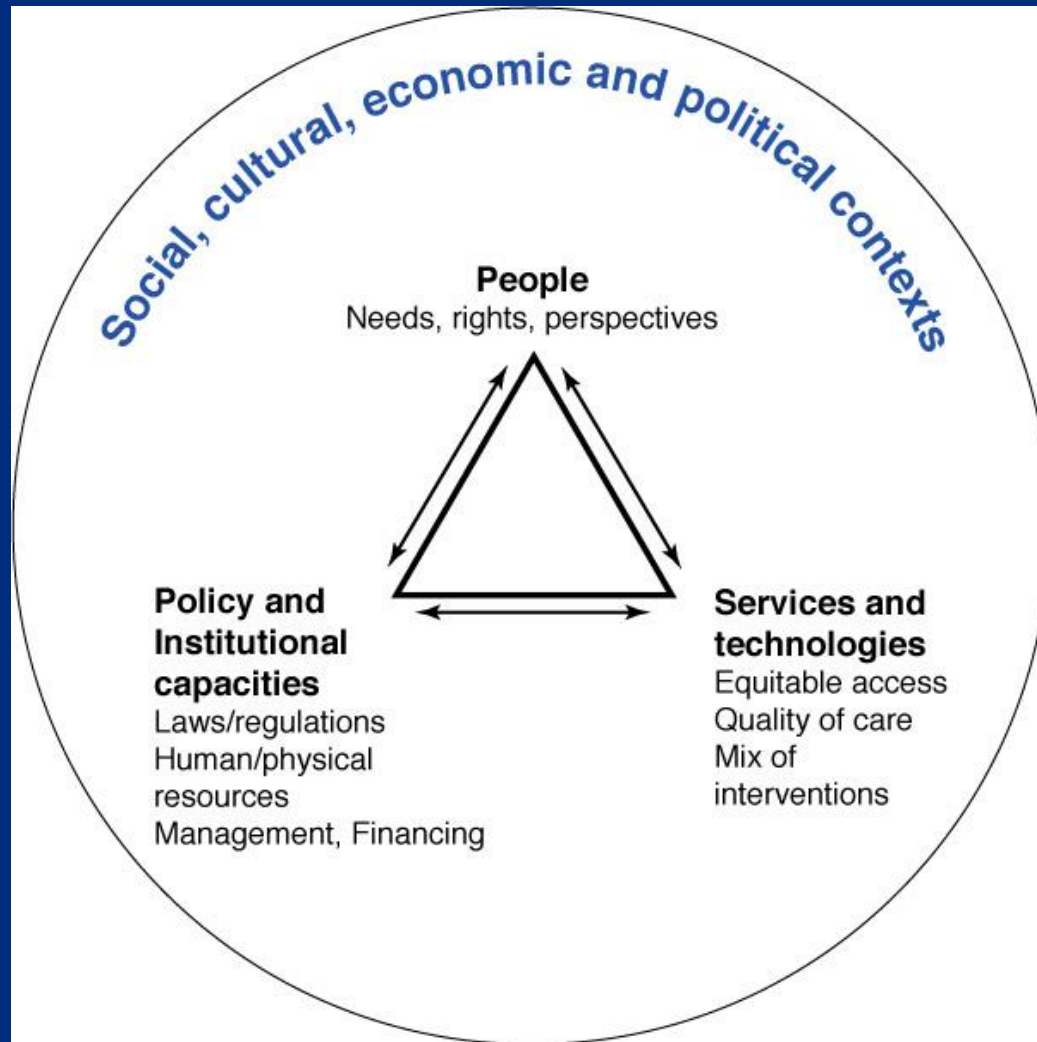 Social, cultural, economic and political contexts
People
Needs, rights, perspectives
Policy and
Institutional
capacities
Laws/regulations
Human/physical
resources
Management, Financing
Services and
technologies
Equitable access
Quality of care
Mix of
interventions